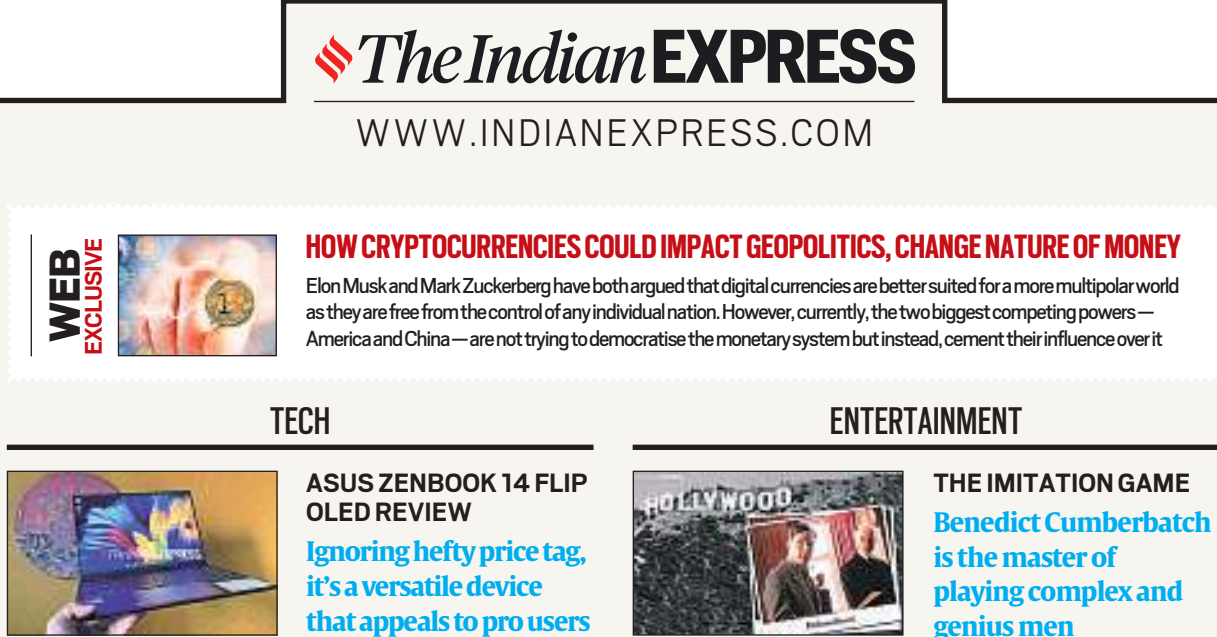 The Indian EXPRESS
WWW.INDIANEXPRESS.COM
WEB
EXCLUSIVE
HOW CRYPTOCURRENCIES COULD IMPACT GEOPOLITICS, CHANGE NATURE OF MONEY
Elon Musk and Mark Zuckerberg have both argued that digital currencies are better suited for a more multipolar world
as they are free from the control of any individual nation. However, currently, the two biggest competing powers —
America and China — are not trying to democratise the monetary system but instead, cement their influence over it
TECH
ASUS ZENBOOK 14 FLIP
OLED REVIEW
Ignoring hefty price tag,
it's a versatile device
that appeals to pro users
EXPRESS
ENTERTAINMENT
HOLLYWOOD
THE IMITATION GAME
Benedict Cumberbatch
is the master of
playing complex and
genius men